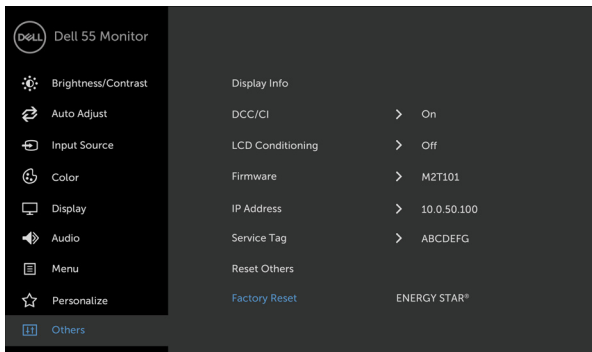 DELL Dell 55 Monitor
Brightness/Contrast Display Info
Auto Adjust DCC/CI On
Input Source LCD Conditioning Off
Color Firmware M2T101
Display IP Address 10.0.50.100
Audio Service Tag ABCDEFG
Menu Reset Others
Personalize Factory Reset ENERGY STAR®
Others